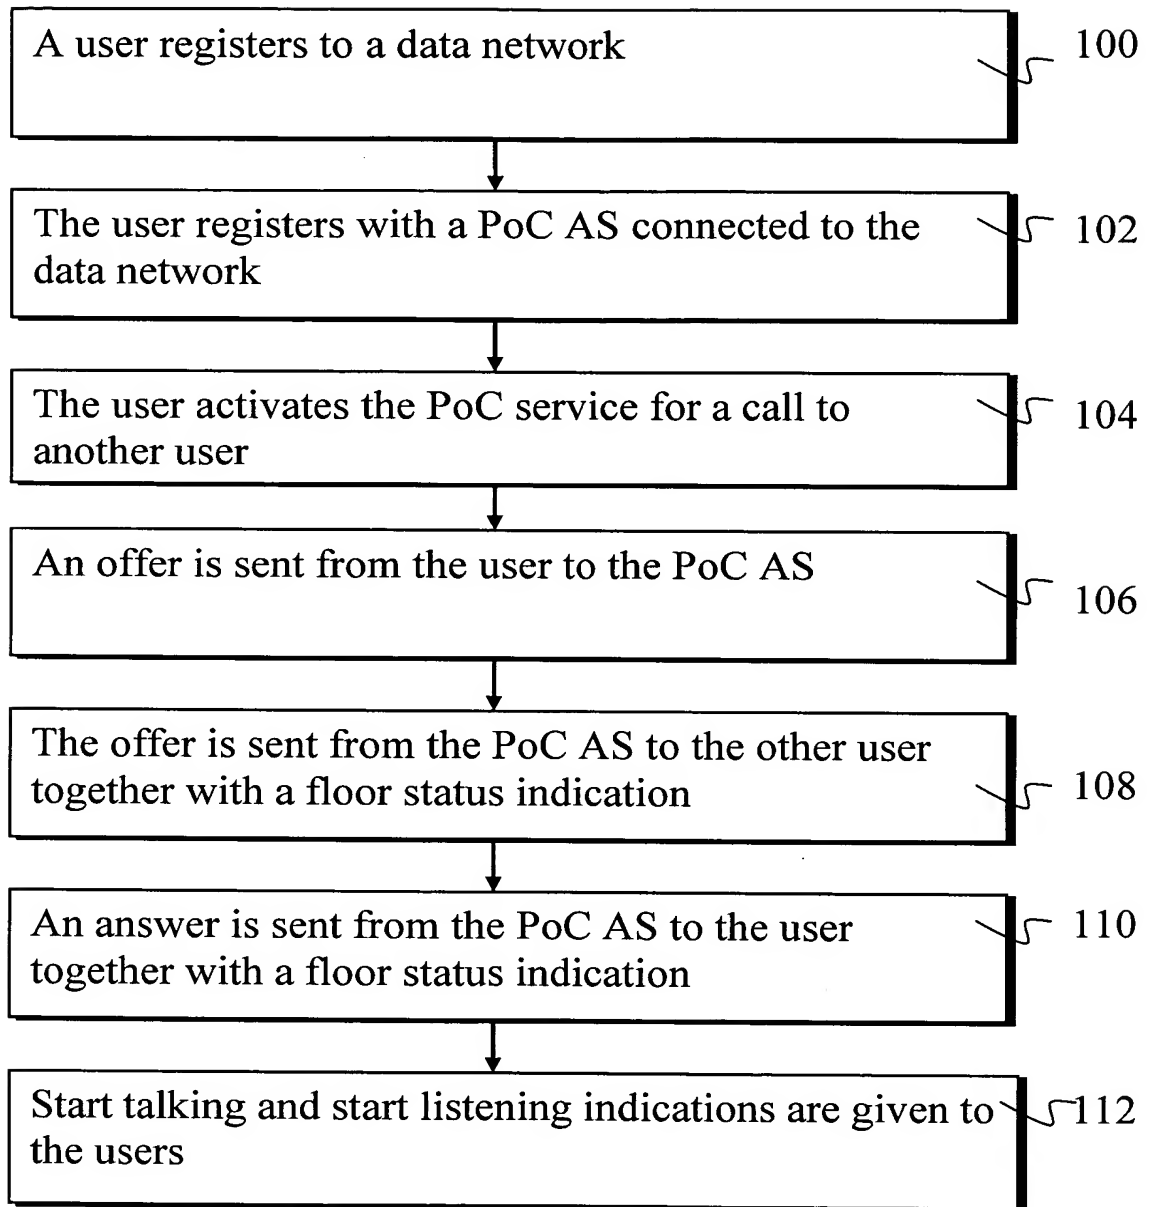 A user registers to a data network
100
The user registers with a PoC AS connected to the
data network
102
The user activates the PoC service for a call to
another user
104
An offer is sent from the user to the PoC AS
106
The offer is sent from the PoC AS to the other user
together with a floor status indication
108
An answer is sent from the PoC AS to the user
together with a floor status indication
110
Start talking and start listening indications are given to
the users
112